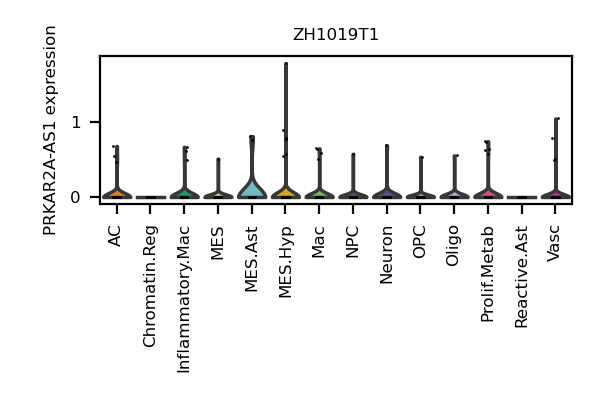 ZH1019T1
PRKAR2A-AS1 expression
1
0
AC
Chromatin.Reg
Inflammatory.Mac
MES
MES.Ast
MES.Hyp
Mac
NPC
Neuron
OPC
Oligo
Prolif.Metab
Reactive.Ast
Vasc